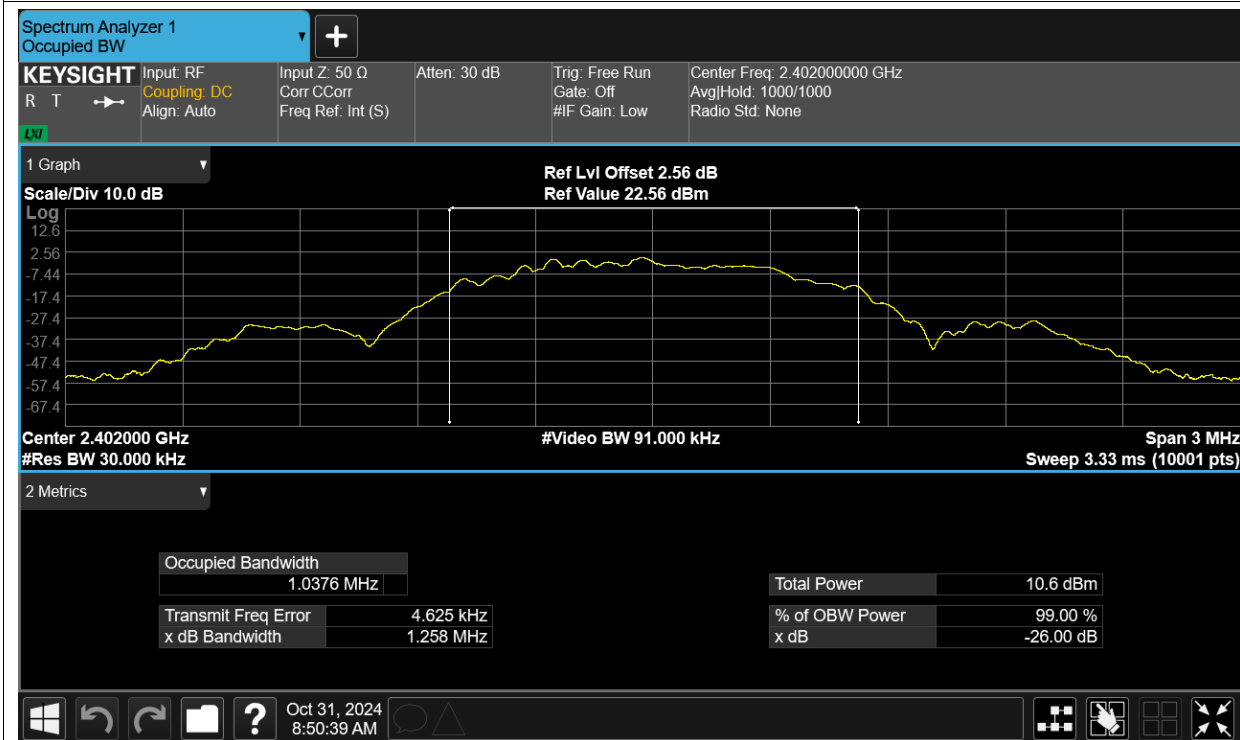 Spectrum Analyzer 1
Occupied BW
+
KEYSIGHT
R T
LXI
Input: RF
Coupling: DC
Align: Auto
Input Z: 50 Ω
Corr CCorr
Freq Ref: Int (S)
Atten: 30 dB
Trig: Free Run
Gate: Off
#IF Gain: Low
Center Freq: 2.402000000 GHz
Avg|Hold: 1000/1000
Radio Std: None
1 Graph
Scale/Div 10.0 dB
Ref Lvl Offset 2.56 dB
Ref Value 22.56 dBm
Log
12.6
2.56
-7.44
-17.4
-27.4
-37.4
-47.4
-57.4
-67.4
Center 2.402000 GHz
#Video BW 91.000 kHz
Span 3 MHz
#Res BW 30.000 kHz
Sweep 3.33 ms (10001 pts)
2 Metrics
Occupied Bandwidth
1.0376 MHz
Transmit Freq Error 4.625 kHz
x dB Bandwidth 1.258 MHz
Total Power 10.6 dBm
% of OBW Power 99.00 %
x dB -26.00 dB
?
Oct 31, 2024
8:50:39 AM